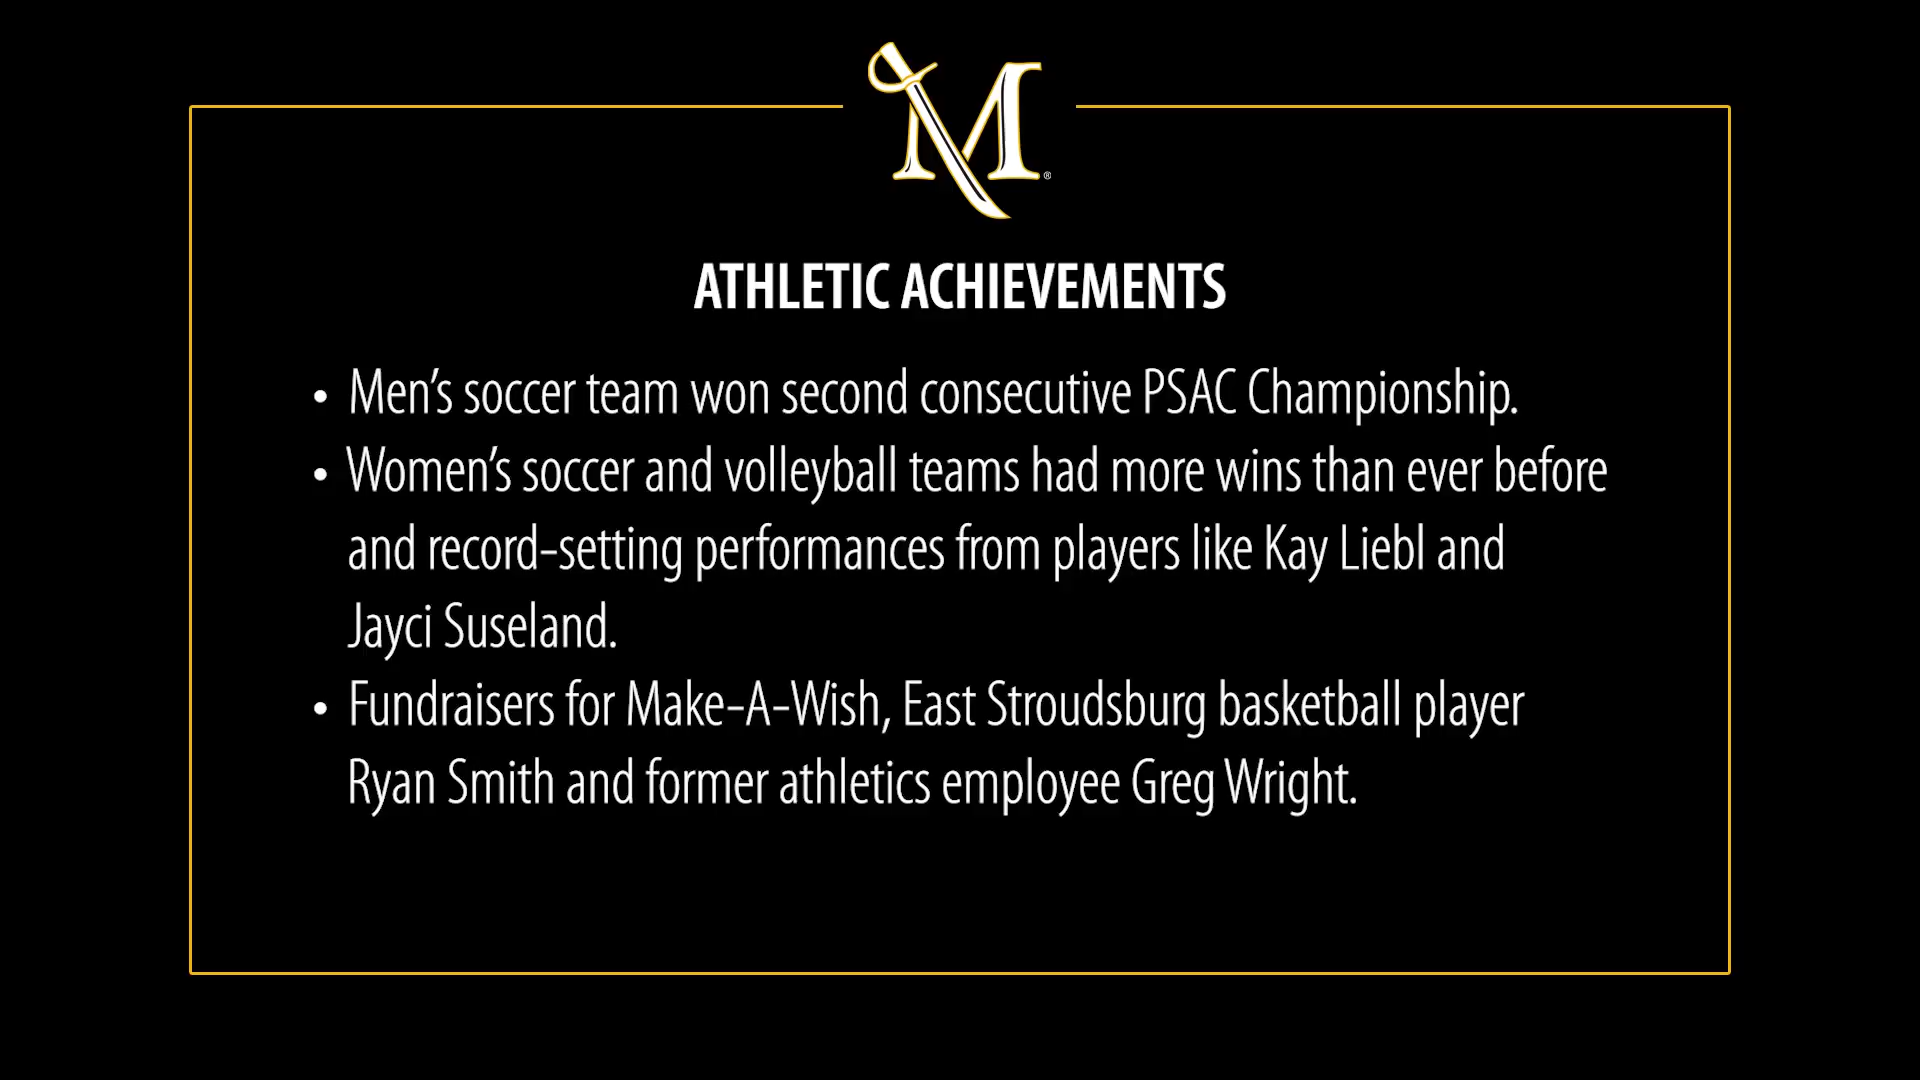 M®
ATHLETIC ACHIEVEMENTS
• Men’s soccer team won second consecutive PSAC Championship.
• Women’s soccer and volleyball teams had more wins than ever before
and record-setting performances from players like Kay Liebl and
Jayci Suseland.
• Fundraisers for Make-A-Wish, East Stroudsburg basketball player
Ryan Smith and former athletics employee Greg Wright.